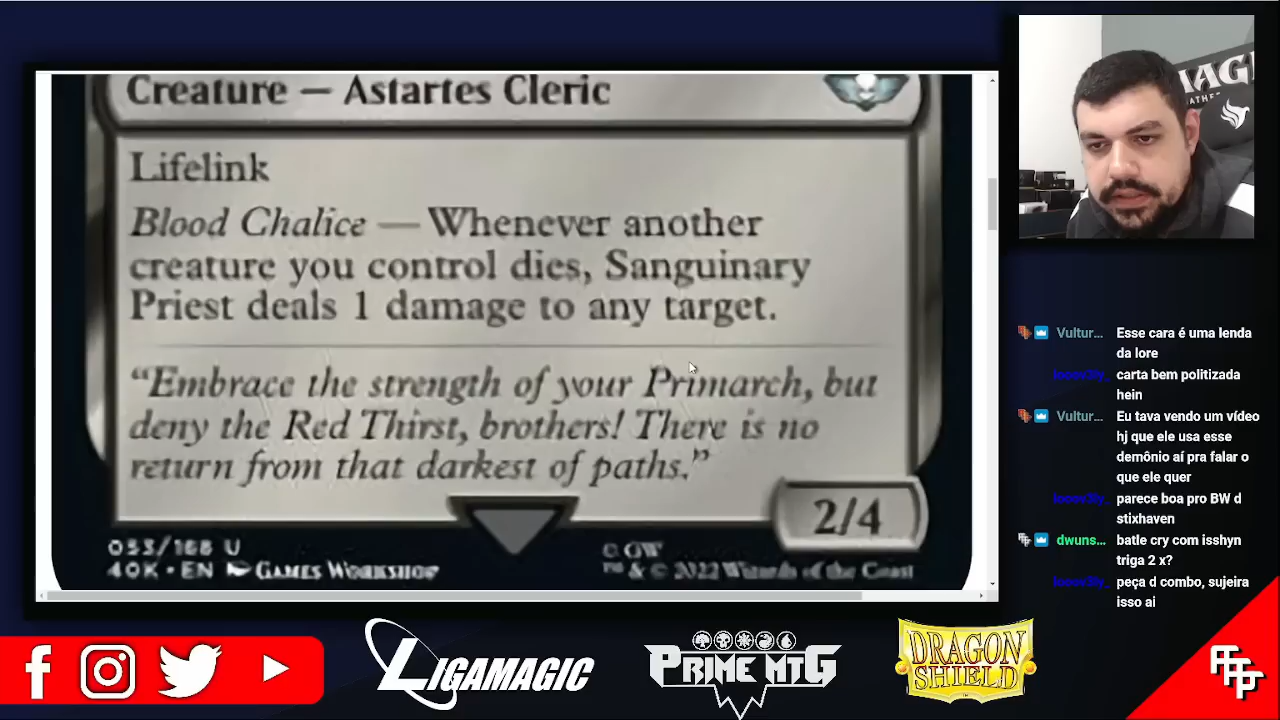 Creature — Astartes Cleric
Lifelink
Blood Chalice — Whenever another
creature you control dies, Sanguinary
Priest deals 1 damage to any target.
“Embrace the strength of your Primarch, but
deny the Red Thirst, brothers! There is no
return from that darkest of paths.”
2/4
053/168 U
40K • EN GAMES WORKSHOP
© GW
™ & © 2022 Wizards of the Coast
MAGI
ATHE
Vultur... Esse cara é uma lenda
da lore
carta bem politizada
hein
Vultur... Eu tava vendo um vídeo
hj que ele usa esse
demônio aí pra falar o
que ele quer
parece boa pro BW d
stixhaven
dwuns... batle cry com isshyn
triga 2 x?
peça d combo, sujeira
isso ai
LIGAMAGIC
PRIME MTG
DRAGON
SHIELD